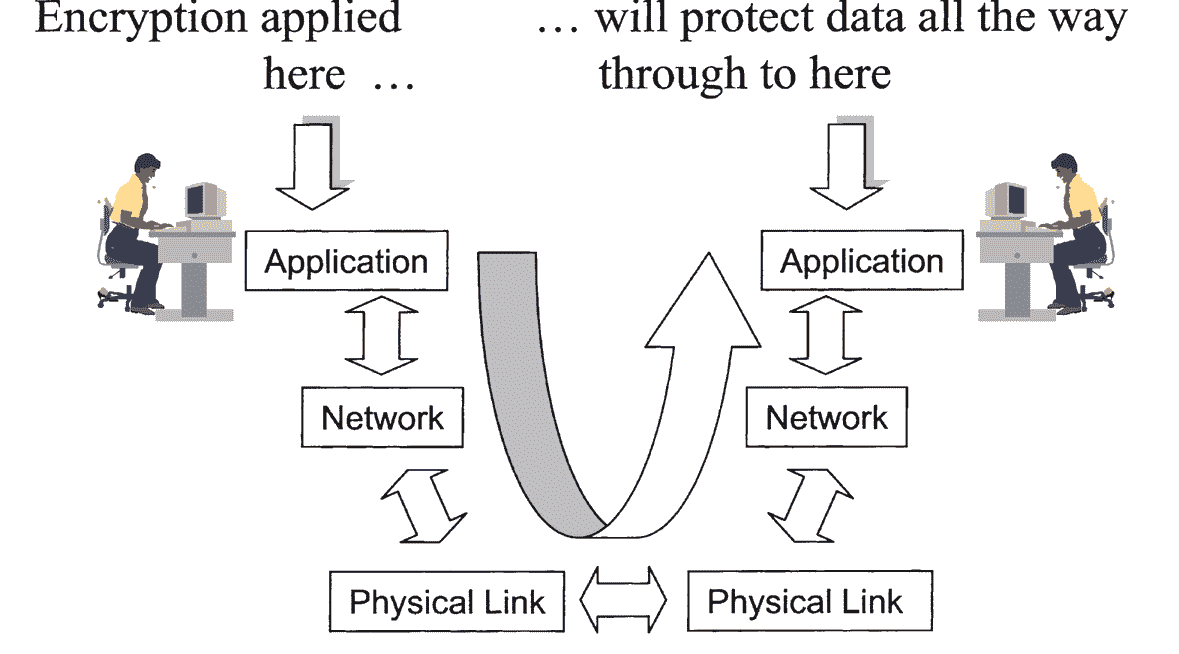 Encryption applied
here …
… will protect data all the way
through to here
Application
Application
Network
Network
Physical Link
Physical Link